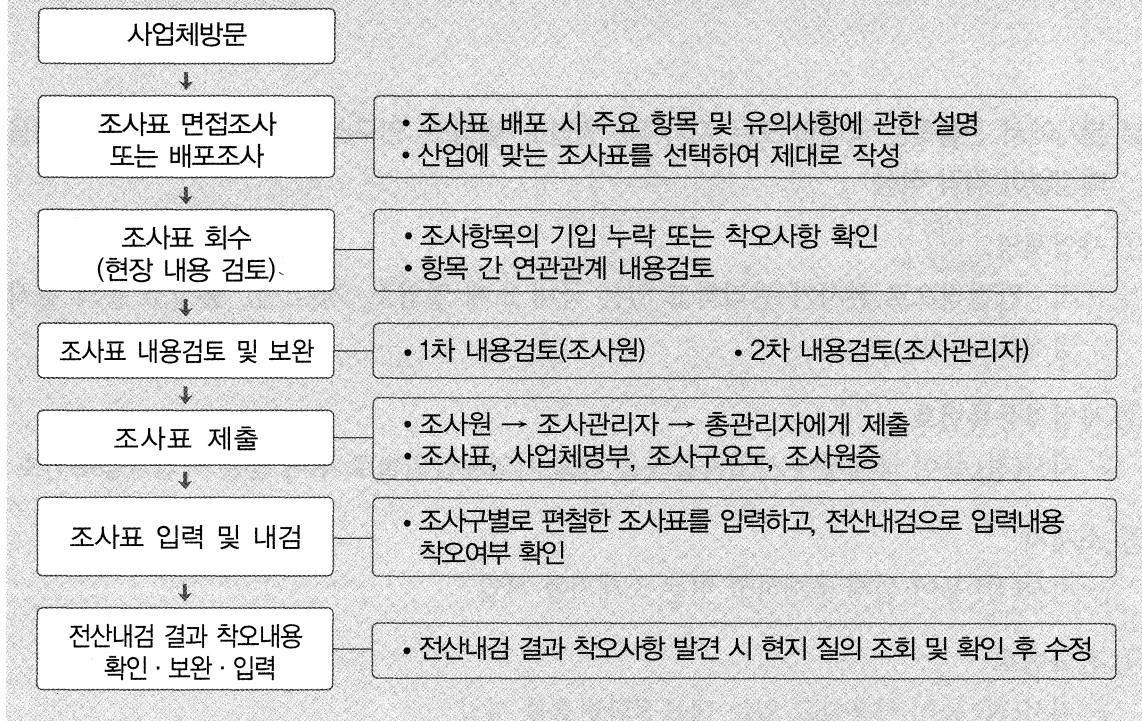 사업체방문
조사표 면접조사
또는 배포조사
• 조사표 배포 시 주요 항목 및 유의사항에 관한 설명
• 산업에 맞는 조사표를 선택하여 제대로 작성
조사표 회수
(현장 내용 검토)
• 조사항목의 기입 누락 또는 착오사항 확인
• 항목 간 연관관계 내용검토
조사표 내용검토 및 보완
• 1차 내용검토(조사원) • 2차 내용검토(조사관리자)
조사표 제출
• 조사원 → 조사관리자 → 총관리자에게 제출
• 조사표, 사업체명부, 조사구요도, 조사원증
조사표 입력 및 내검
• 조사구별로 편철한 조사표를 입력하고, 전산내검으로 입력내용
착오여부 확인
전산내검 결과 착오내용
확인 · 보완 · 입력
• 전산내검 결과 착오사항 발견 시 현지 질의 조회 및 확인 후 수정